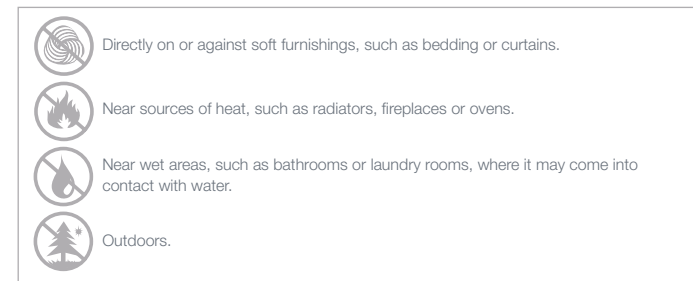 Directly on or against soft furnishings, such as bedding or curtains.
Near sources of heat, such as radiators, fireplaces or ovens.
Near wet areas, such as bathrooms or laundry rooms, where it may come into
contact with water.
Outdoors.